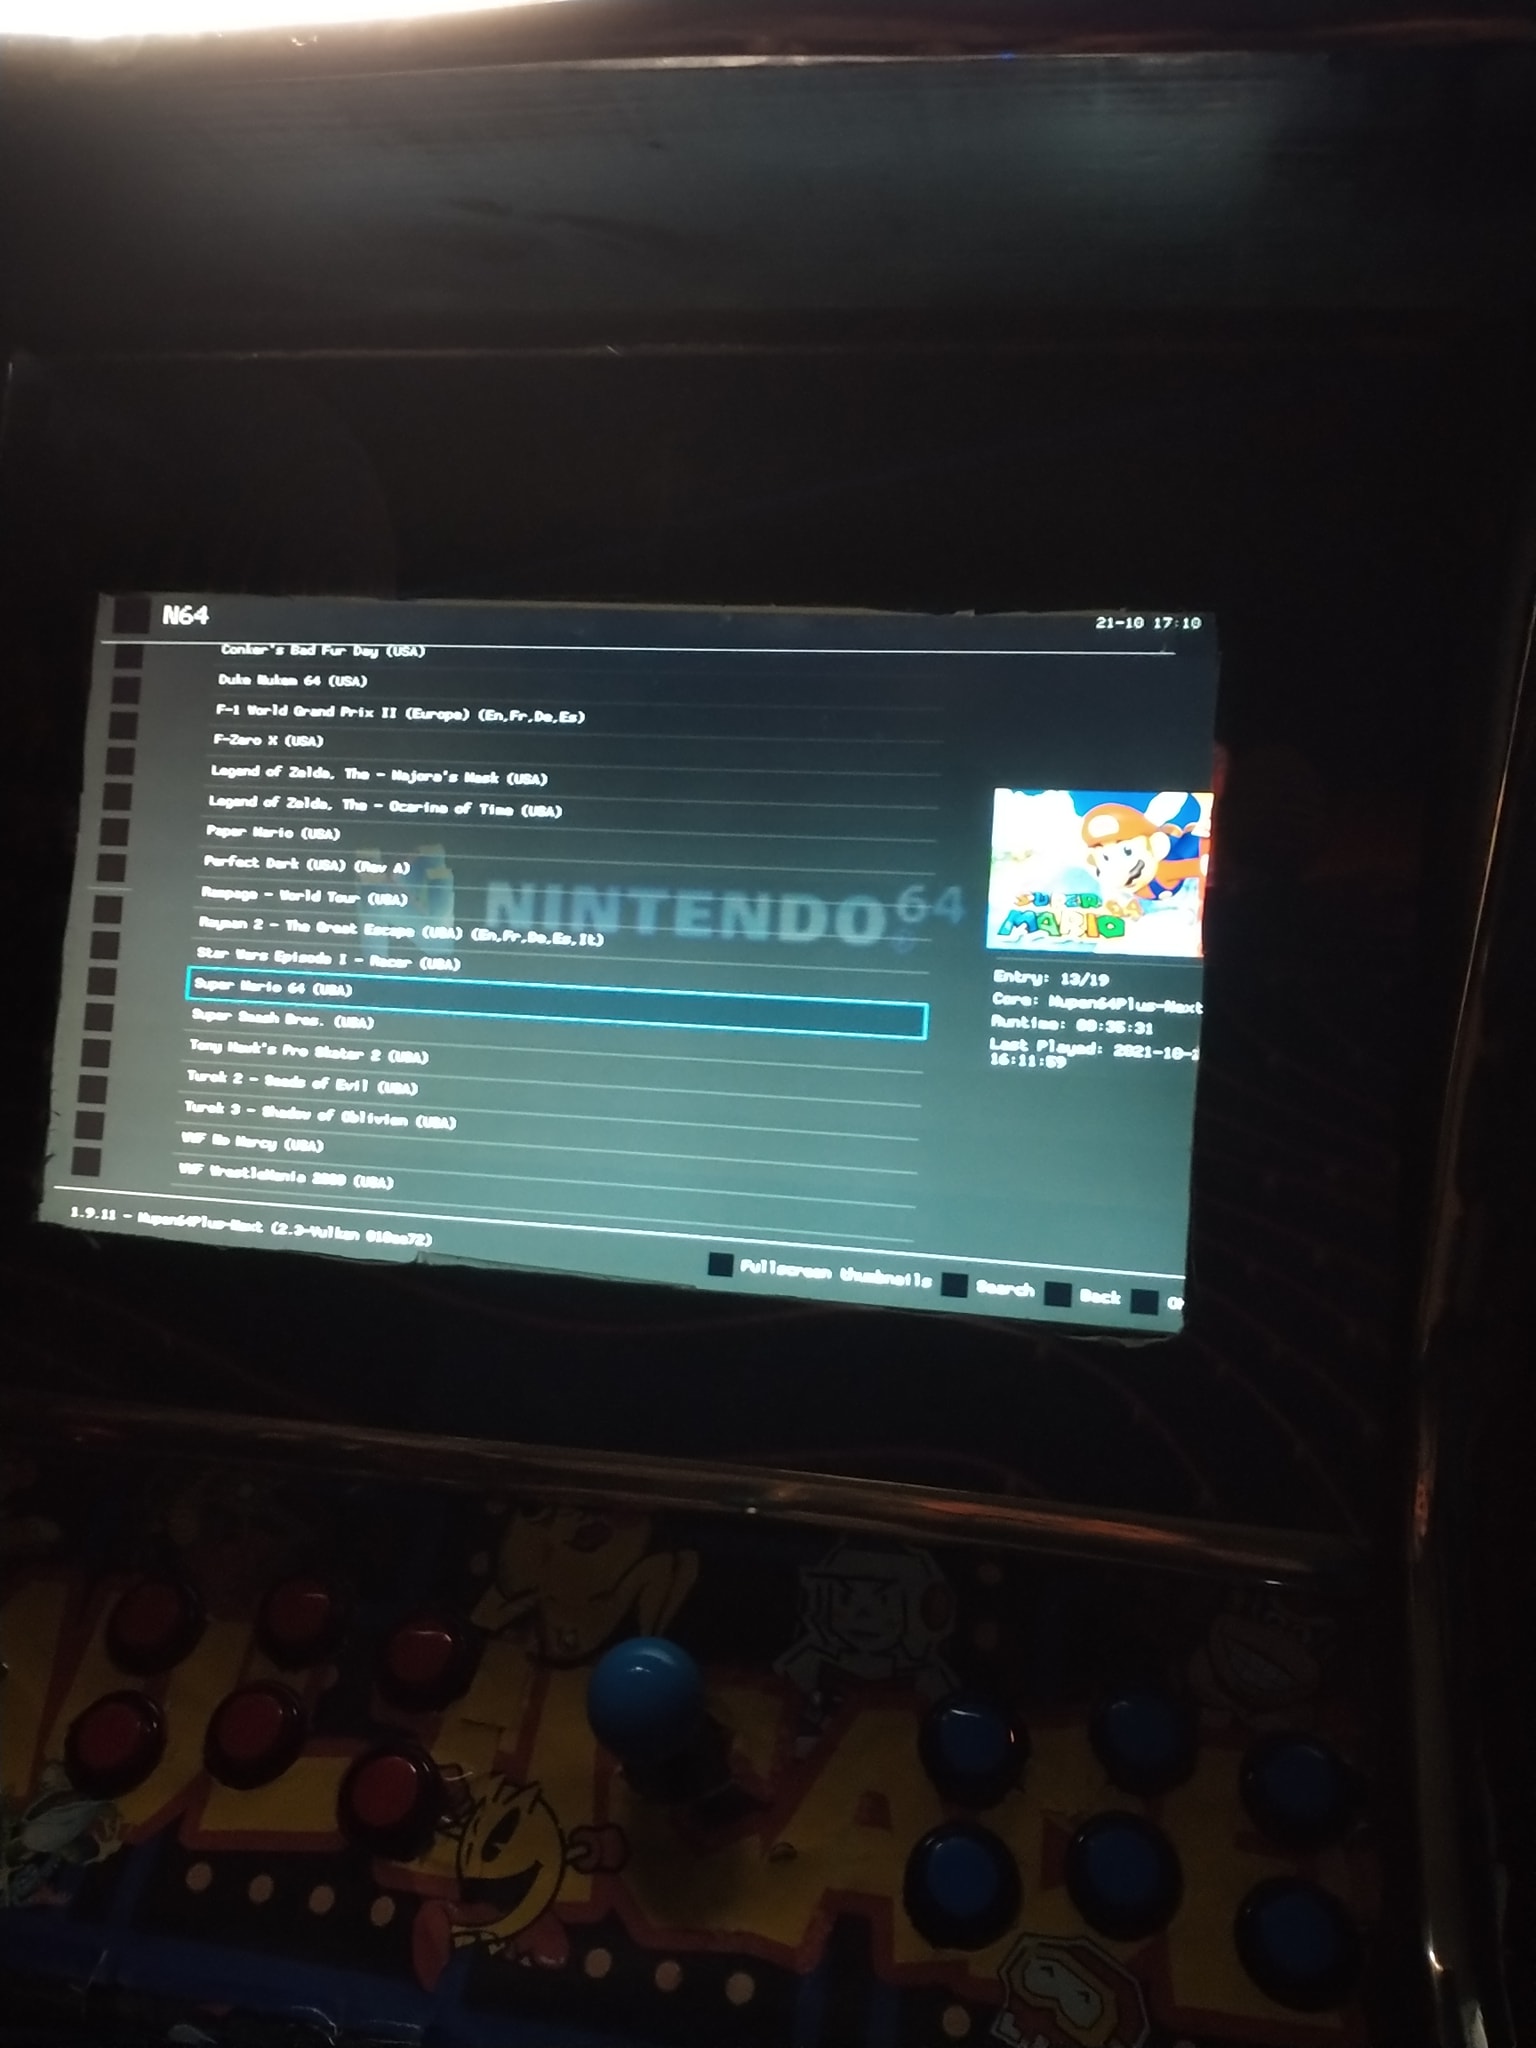 N64
21-10 17:10
Conker's Bad Fur Day (USA)
Duke Nukem 64 (USA)
F-1 World Grand Prix II (Europe) (En,Fr,De,Es)
F-Zero X (USA)
Legend of Zelda, The - Majora's Mask (USA)
Legend of Zelda, The - Ocarina of Time (USA)
Paper Mario (USA)
Perfect Dark (USA) (Rev A)
Rampage - World Tour (USA)
Rayman 2 - The Great Escape (USA) (En,Fr,De,Es,It)
Star Wars Episode I - Racer (USA)
Super Mario 64 (USA)
Super Smash Bros. (USA)
Tony Hawk's Pro Skater 2 (USA)
Turok 2 - Seeds of Evil (USA)
Turok 3 - Shadow of Oblivion (USA)
WWF No Mercy (USA)
WWF WrestleMania 2000 (USA)
NINTENDO 64
SUPER
MARIO 64
Entry: 13/19
Core: Mupen64Plus-Next
Runtime: 00:35:31
Last Played: 2021-10-2
16:11:59
1.9.11 - Mupen64Plus-Next (2.3-Vulkan 018aa72)
Fullscreen thumbnails
Search
Back